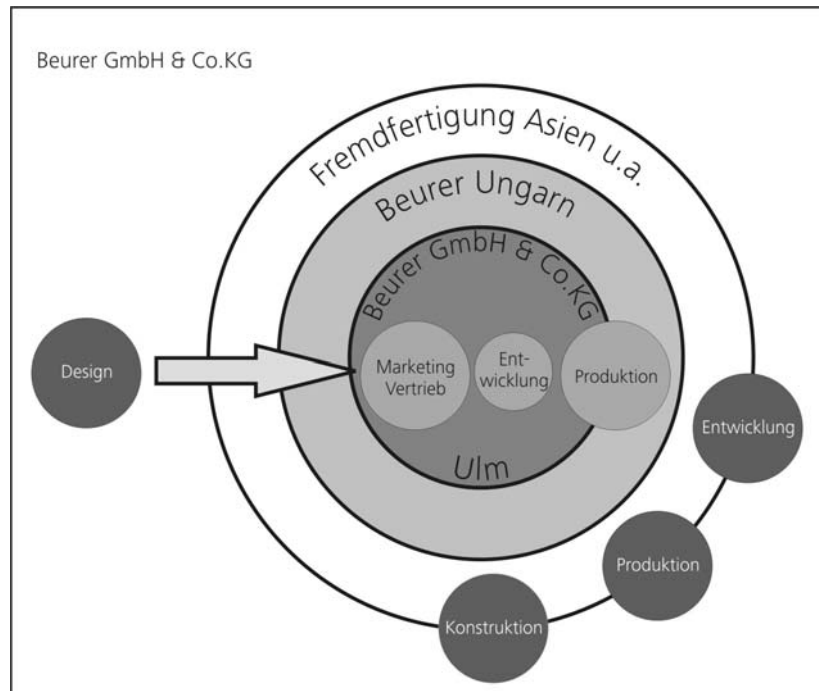 Beurer GmbH & Co.KG
Fremdfertigung Asien u.a.
Beurer Ungarn
Beurer GmbH & Co.KG
Design
Marketing
Vertrieb
Ent-
wicklung
Produktion
Ulm
Entwicklung
Produktion
Konstruktion